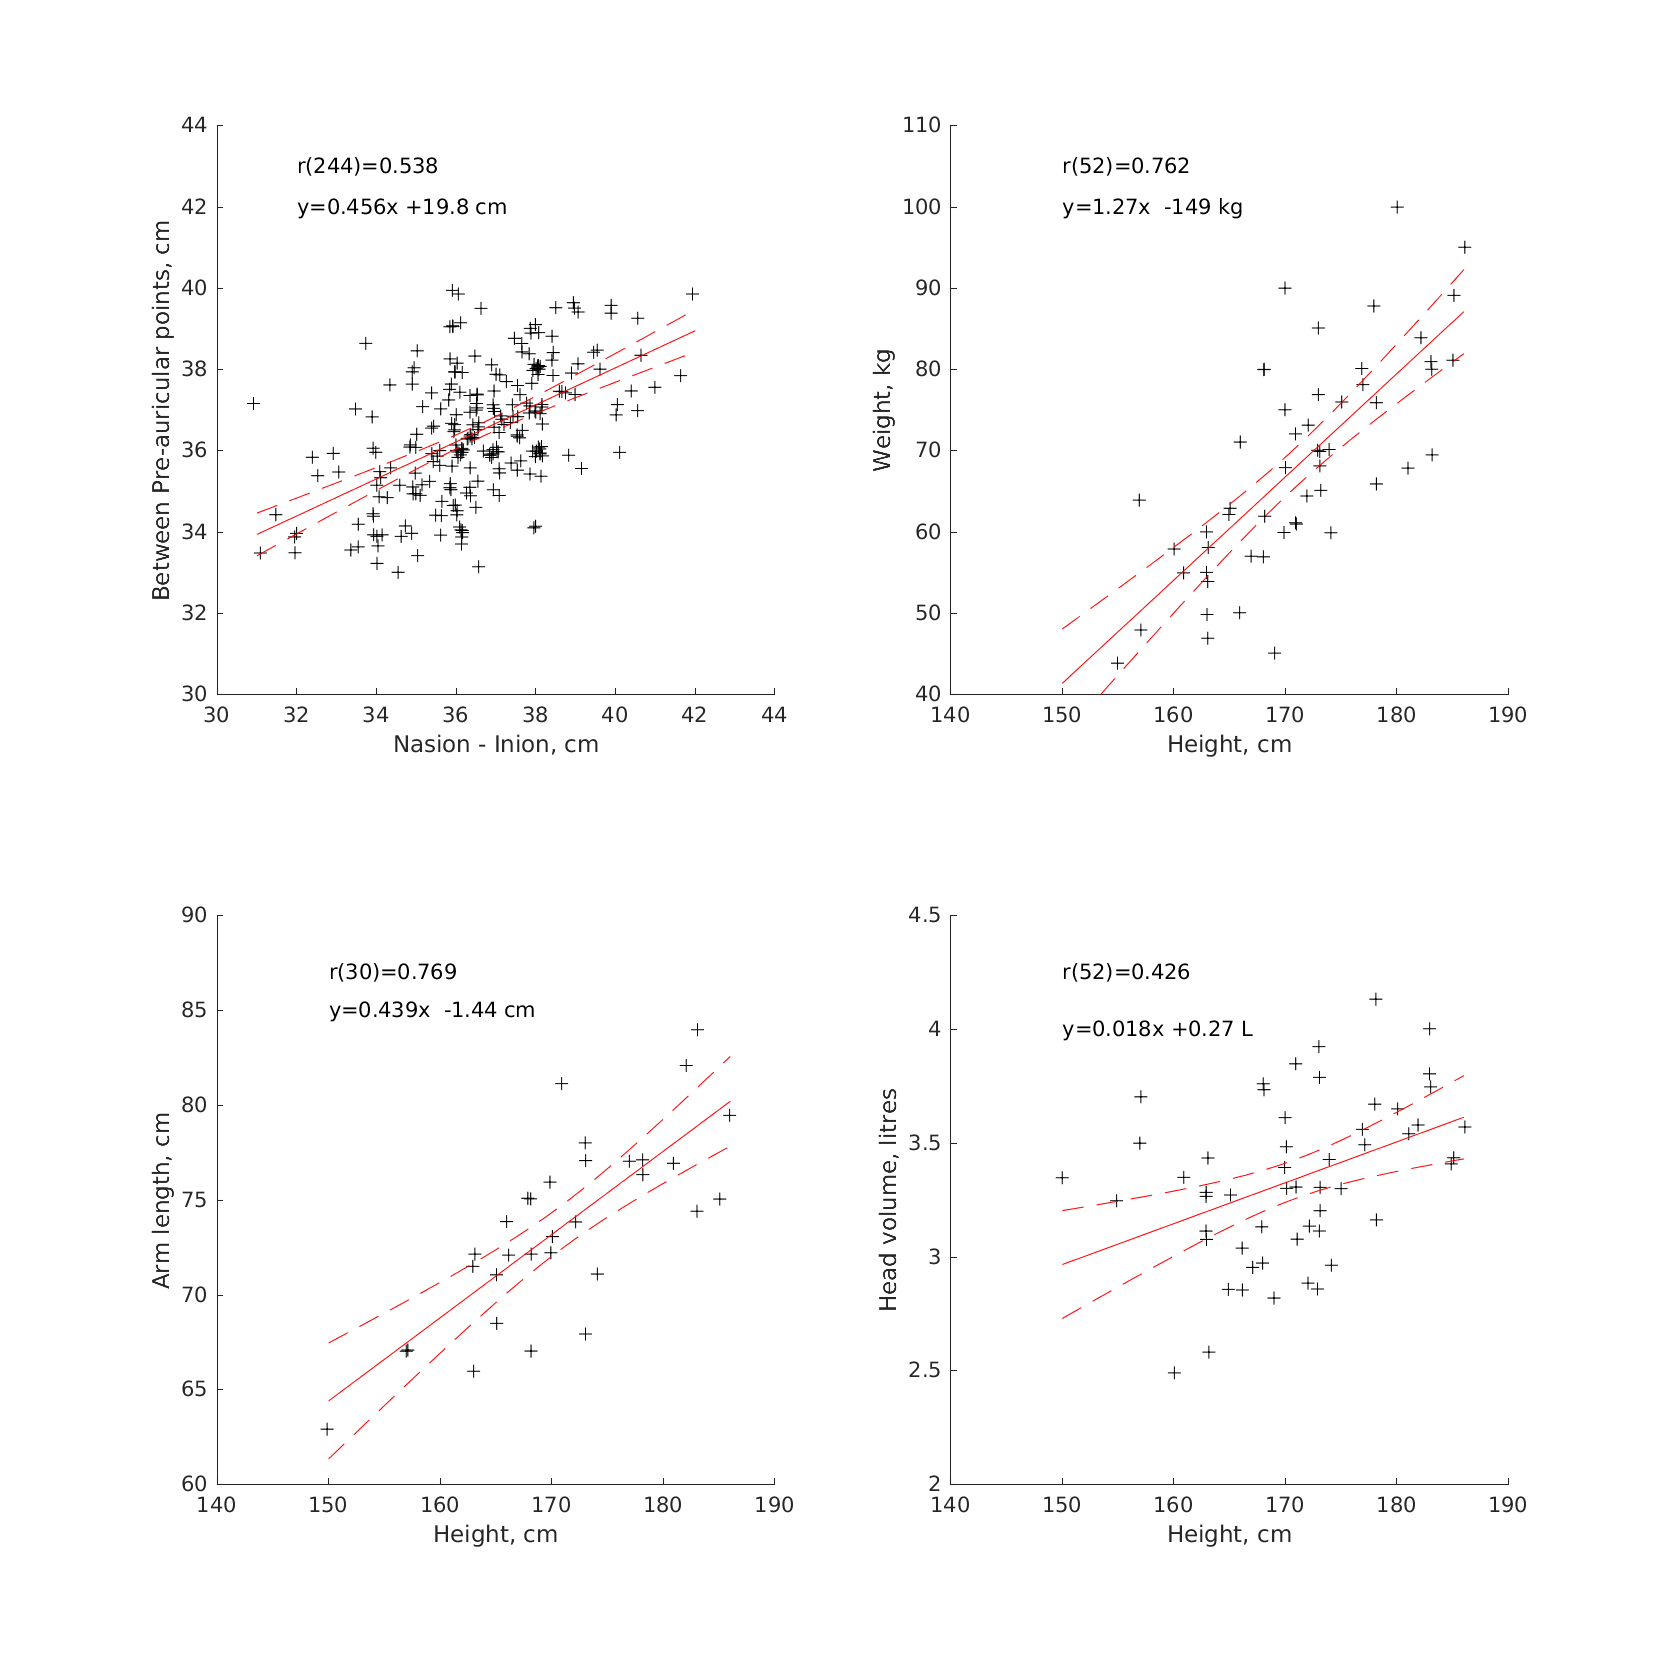 44
42
40
38
36
34
32
30
30 32 34 36 38 40 42 44
Between Pre-auricular points, cm
Nasion - Inion, cm
r(244)=0.538
y=0.456x +19.8 cm
110
100
90
80
70
60
50
40
140 150 160 170 180 190
Weight, kg
Height, cm
r(52)=0.762
y=1.27x  -149 kg
90
85
80
75
70
65
60
140 150 160 170 180 190
Arm length, cm
Height, cm
r(30)=0.769
y=0.439x  -1.44 cm
4.5
4
3.5
3
2.5
2
140 150 160 170 180 190
Head volume, litres
Height, cm
r(52)=0.426
y=0.018x +0.27 L